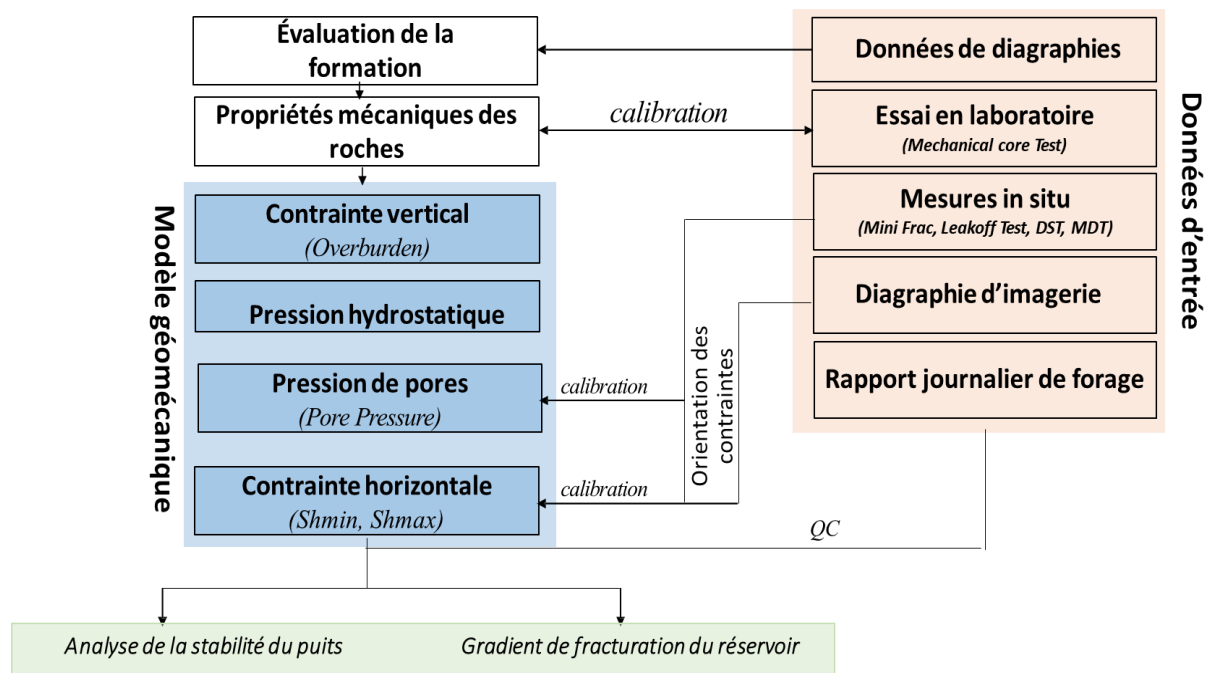 Évaluation de la
formation
Propriétés mécaniques des
roches
calibration
Modèle géomécanique
Contrainte vertical
(Overburden)
Pression hydrostatique
Pression de pores
(Pore Pressure)
calibration
Contrainte horizontale
(Shmin, Shmax)
calibration
Orientation des
contraintes
Données de diagraphies
Essai en laboratoire
(Mechanical core Test)
Mesures in situ
(Mini Frac, Leakoff Test, DST, MDT)
Diagraphie d’imagerie
Rapport journalier de forage
Données d’entrée
QC
Analyse de la stabilité du puits
Gradient de fracturation du réservoir